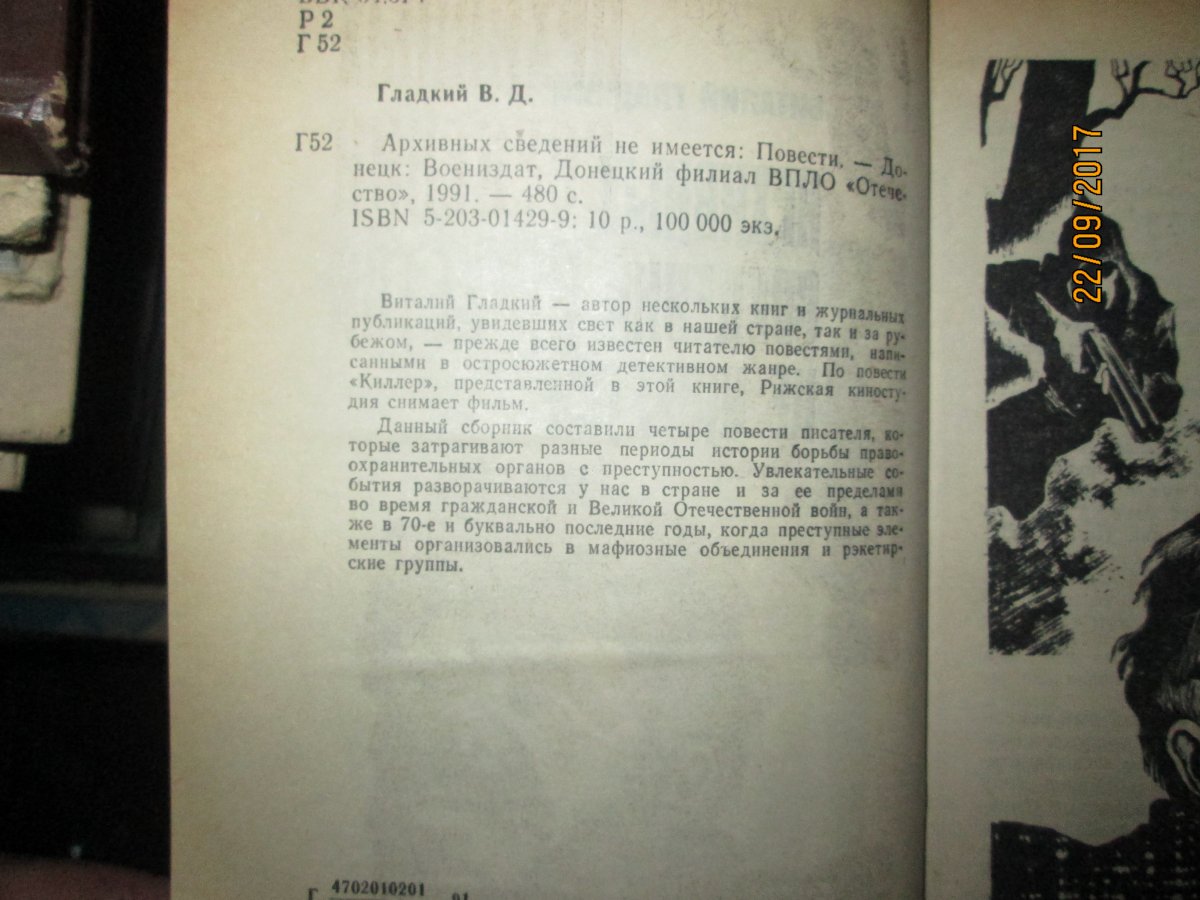 Р 2
Г 52
Гладкий В. Д.
Г52 Архивных сведений не имеется: Повести. — До-
нецк: Воениздат, Донецкий филиал ВПЛО «Отече-
ство», 1991. — 480 с.
ISBN 5-203-01429-9: 10 р., 100 000 экз.
Виталий Гладкий — автор нескольких книг и журнальных
публикаций, увидевших свет как в нашей стране, так и за ру-
бежом, — прежде всего известен читателю повестями, напи-
санными в остросюжетном детективном жанре. По повести
«Киллер», представленной в этой книге, Рижская киносту-
дия снимает фильм.
Данный сборник составили четыре повести писателя, ко-
торые затрагивают разные периоды истории борьбы право-
охранительных органов с преступностью. Увлекательные со-
бытия разворачиваются у нас в стране и за ее пределами
во время гражданской и Великой Отечественной войн, а так-
же в 70-е и буквально последние годы, когда преступные эле-
менты организовались в мафиозные объединения и рэкетир-
ские группы.
4702010201
22/09/2017